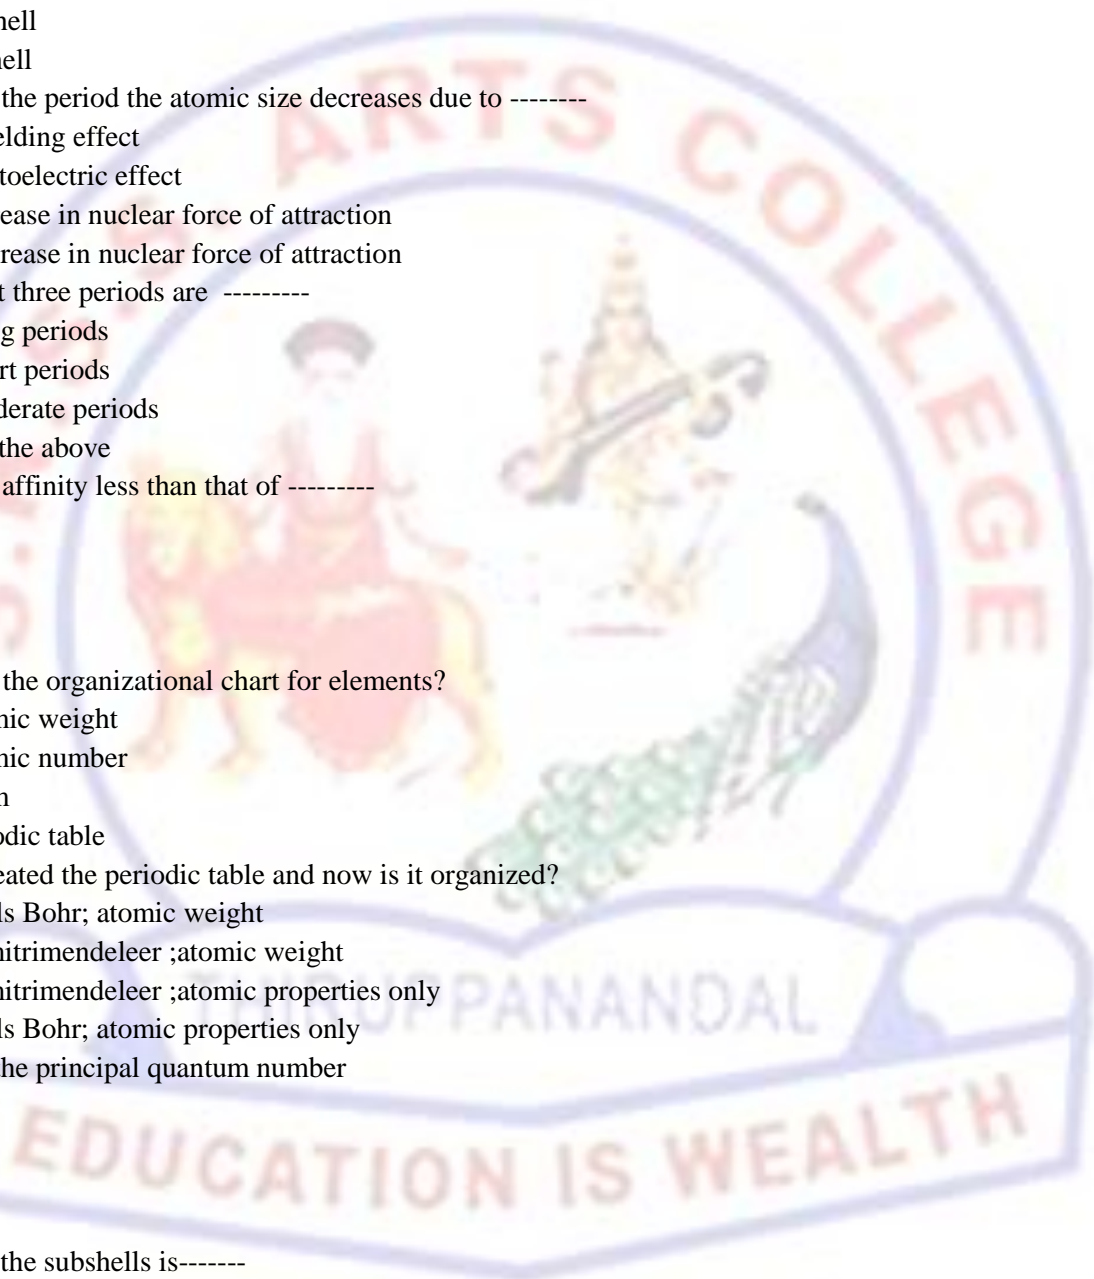 nell
nell
the period the atomic size decreases due to --------
elding effect
toelectric effect
ease in nuclear force of attraction
rease in nuclear force of attraction
t three periods are ---------
g periods
rt periods
derate periods
the above
affinity less than that of ---------
the organizational chart for elements?
nic weight
nic number
n
odic table
eated the periodic table and now is it organized?
ls Bohr; atomic weight
nitrimendeleer ;atomic weight
nitrimendeleer ;atomic properties only
ls Bohr; atomic properties only
the principal quantum number
the subshells is-------
ARTS COLLEGE
THIRUPPANANDAL
EDUCATION IS WEALTH